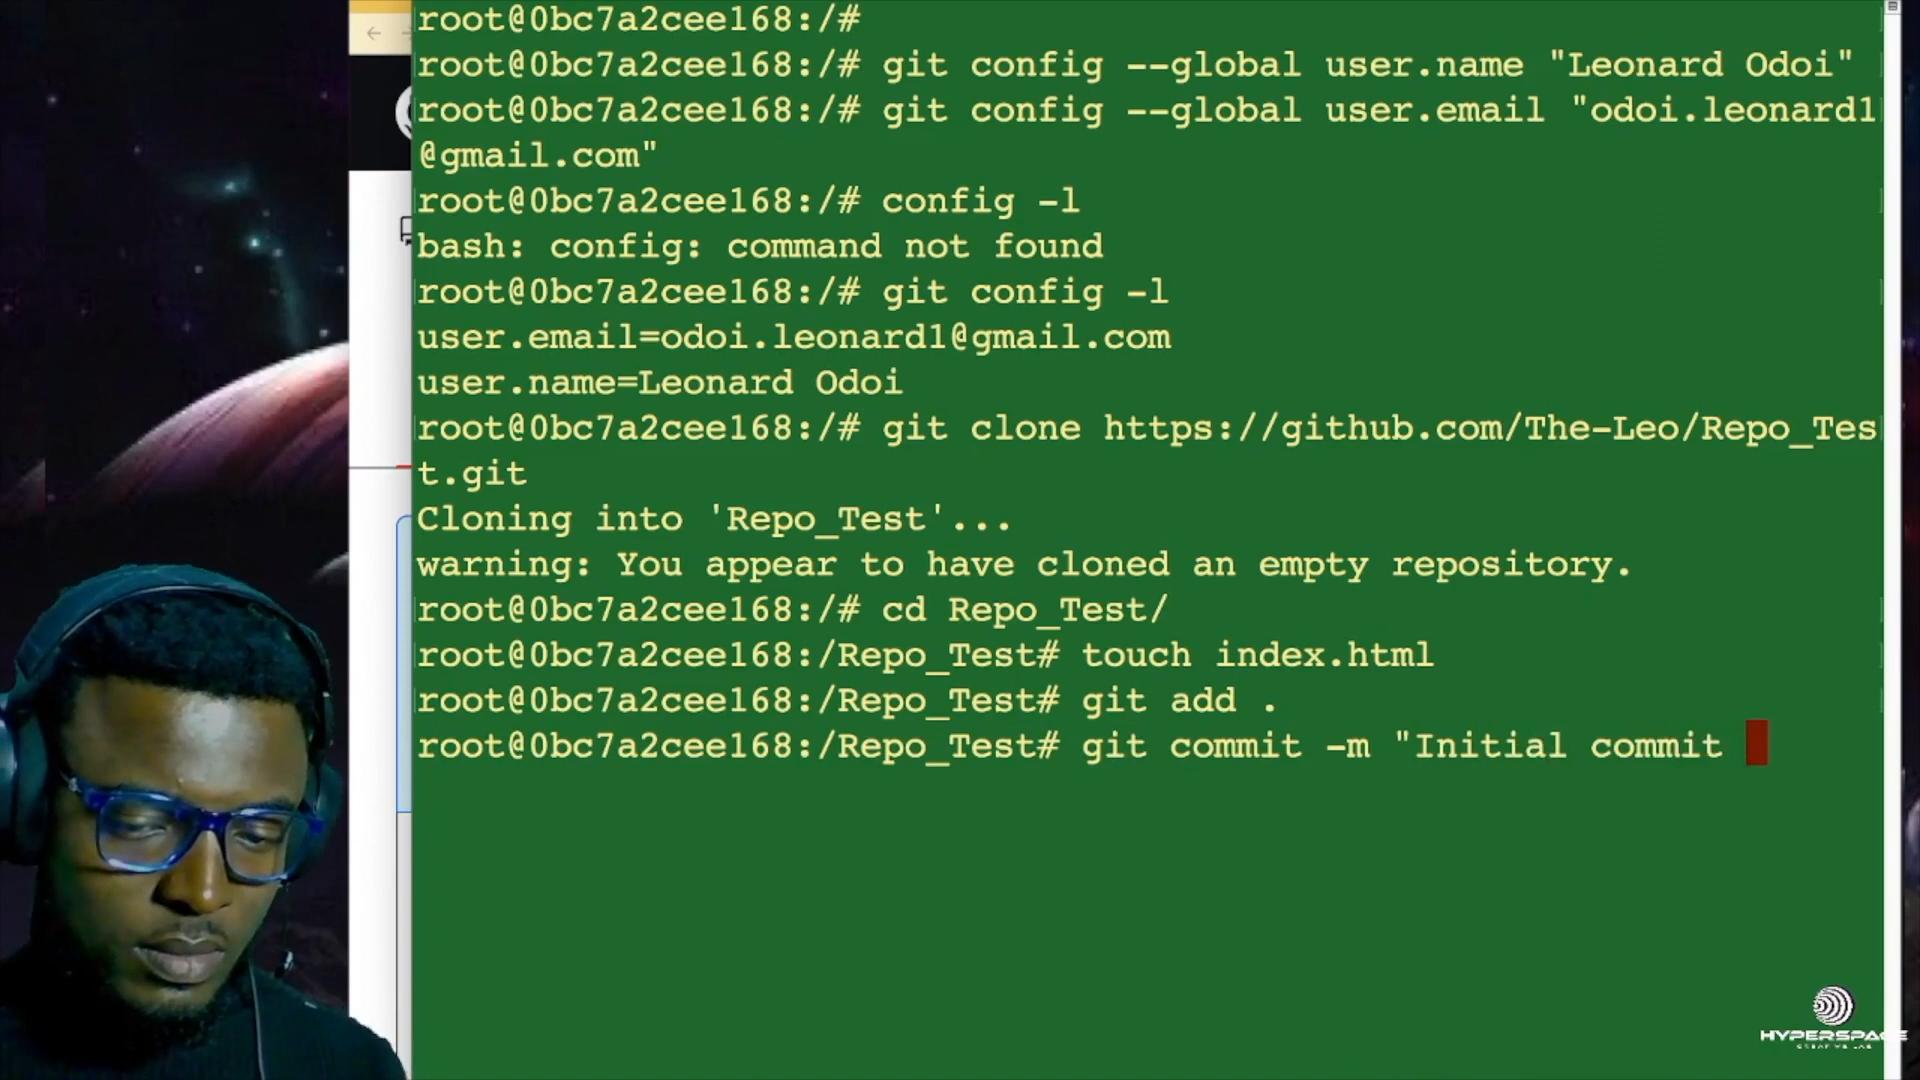 root@0bc7a2cee168:/#
root@0bc7a2cee168:/# git config --global user.name "Leonard Odoi"
root@0bc7a2cee168:/# git config --global user.email "odoi.leonard1
@gmail.com"
root@0bc7a2cee168:/# config -l
bash: config: command not found
root@0bc7a2cee168:/# git config -l
user.email=odoi.leonard1@gmail.com
user.name=Leonard Odoi
root@0bc7a2cee168:/# git clone https://github.com/The-Leo/Repo_Tes
t.git
Cloning into 'Repo_Test'...
warning: You appear to have cloned an empty repository.
root@0bc7a2cee168:/# cd Repo_Test/
root@0bc7a2cee168:/Repo_Test# touch index.html
root@0bc7a2cee168:/Repo_Test# git add .
root@0bc7a2cee168:/Repo_Test# git commit -m "Initial commit
HYPERSPACE